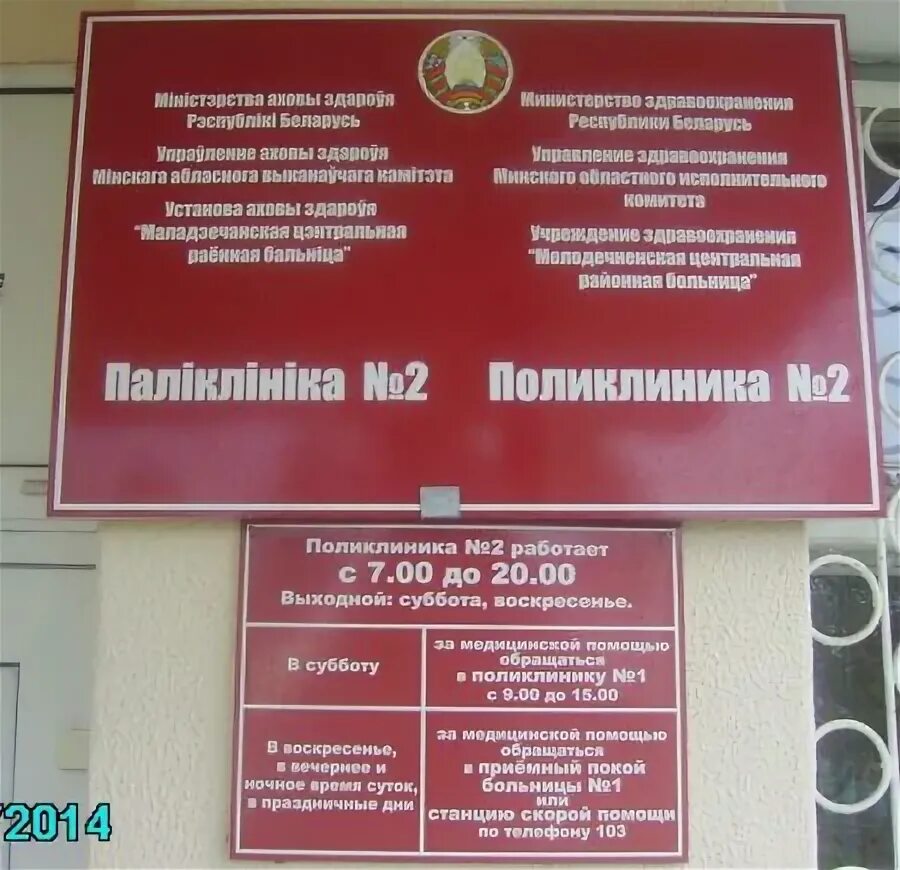 Міністэрства аховы здароўя
Рэспублікі Беларусь
Упраўленне аховы здароўя
Мінскага абласнога выканаўчага камітэта
Установа аховы здароўя
"Маладзечанская цэнтральная
раённая бальніца"
Паліклініка №2
Министерство здравоохранения
Республики Беларусь
Управление здравоохранения
Минского областного исполнительного
комитета
Учреждение здравоохранения
"Молодечненская центральная
районная больница"
Поликлиника №2
Поликлиника №2 работает
с 7.00 до 20.00
Выходной: суббота, воскресенье.
В субботу
за медицинской помощью
обращаться
в поликлинику №1
с 9.00 до 15.00
В воскресенье,
в вечернее и
ночное время суток,
в праздничные дни
за медицинской помощью
обращаться
в приёмный покой
больницы №1
или
станцию скорой помощи
по телефону 103
/2014